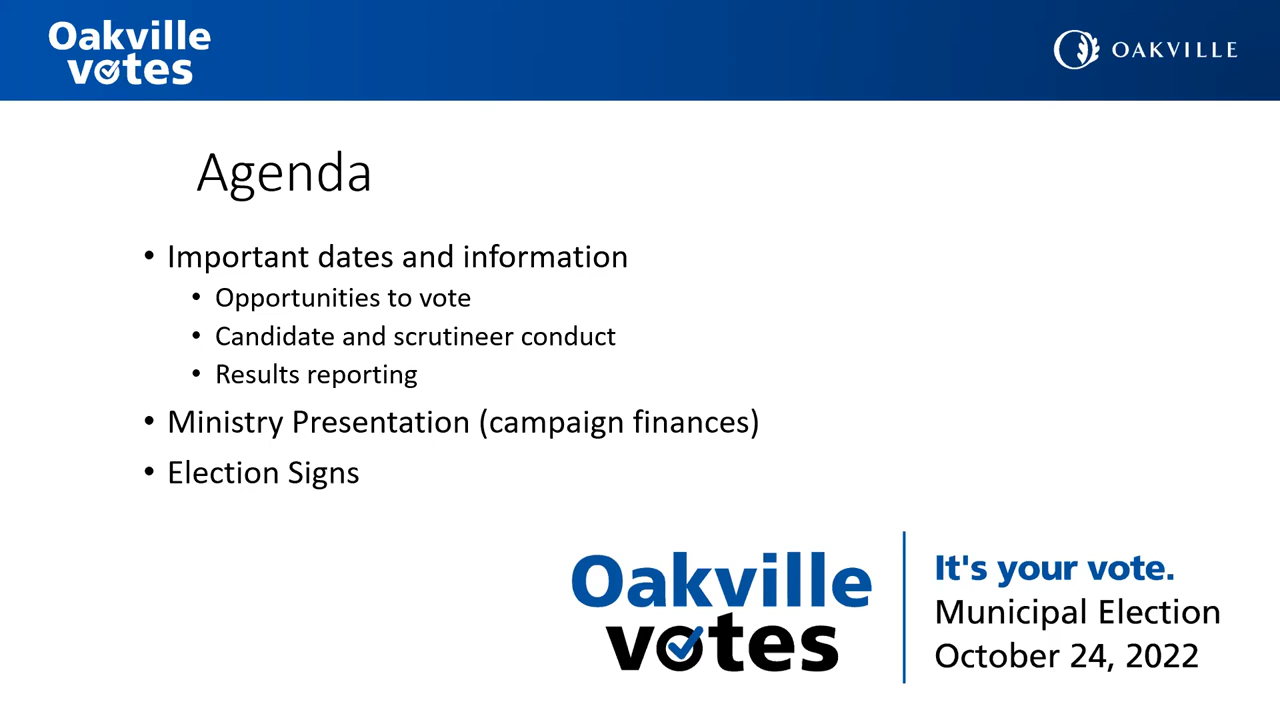 Oakville
votes
OAKVILLE
Agenda
• Important dates and information
• Opportunities to vote
• Candidate and scrutineer conduct
• Results reporting
• Ministry Presentation (campaign finances)
• Election Signs
Oakville
votes
It's your vote.
Municipal Election
October 24, 2022